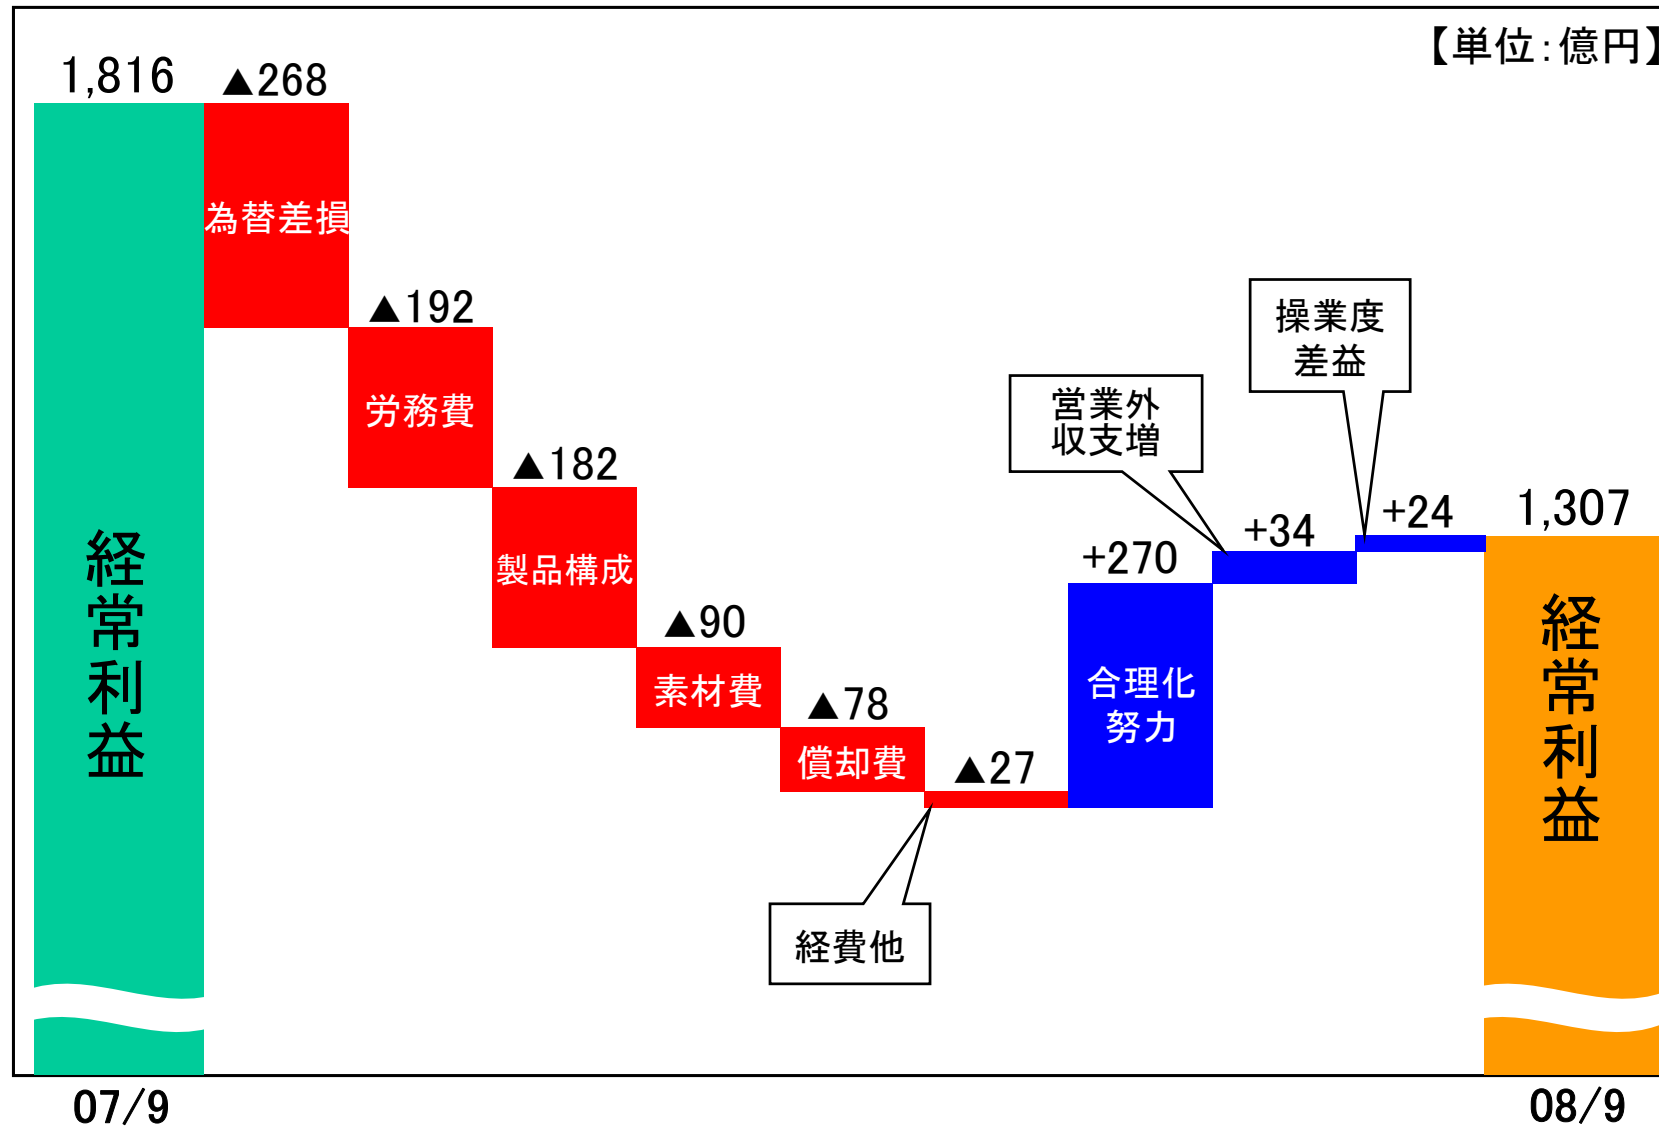 【単位:億円】
1,816
▲268
為替差損
▲192
労務費
▲182
製品構成
▲90
素材費
▲78
償却費
▲27
経費他
+270
合理化
努力
営業外
収支増
+34
操業度
差益
+24
1,307
経常利益
経常利益
07/9
08/9